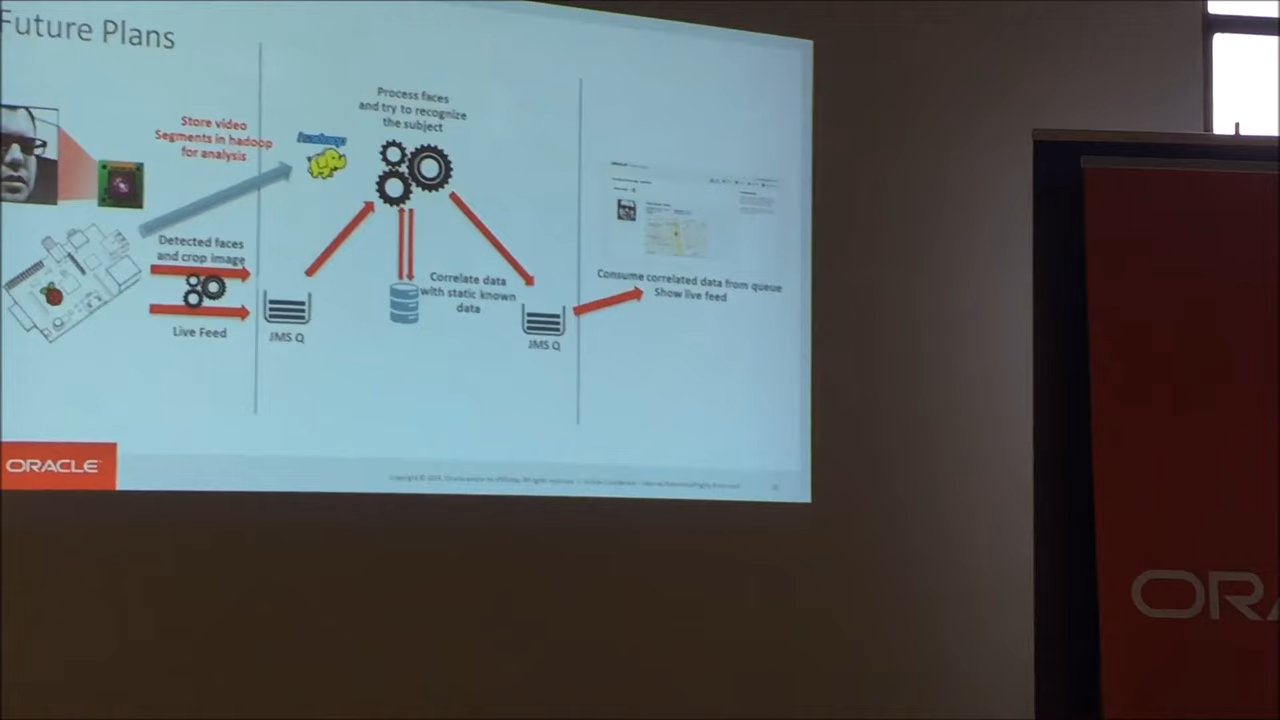 Future Plans
Store video
Segments in hadoop
for analysis
Process faces
and try to recognize
the subject
Detected faces
and crop image
Live Feed
JMS Q
Correlate data
with static known
data
JMS Q
Consume correlated data from queue
Show live feed
ORACLE
ORA